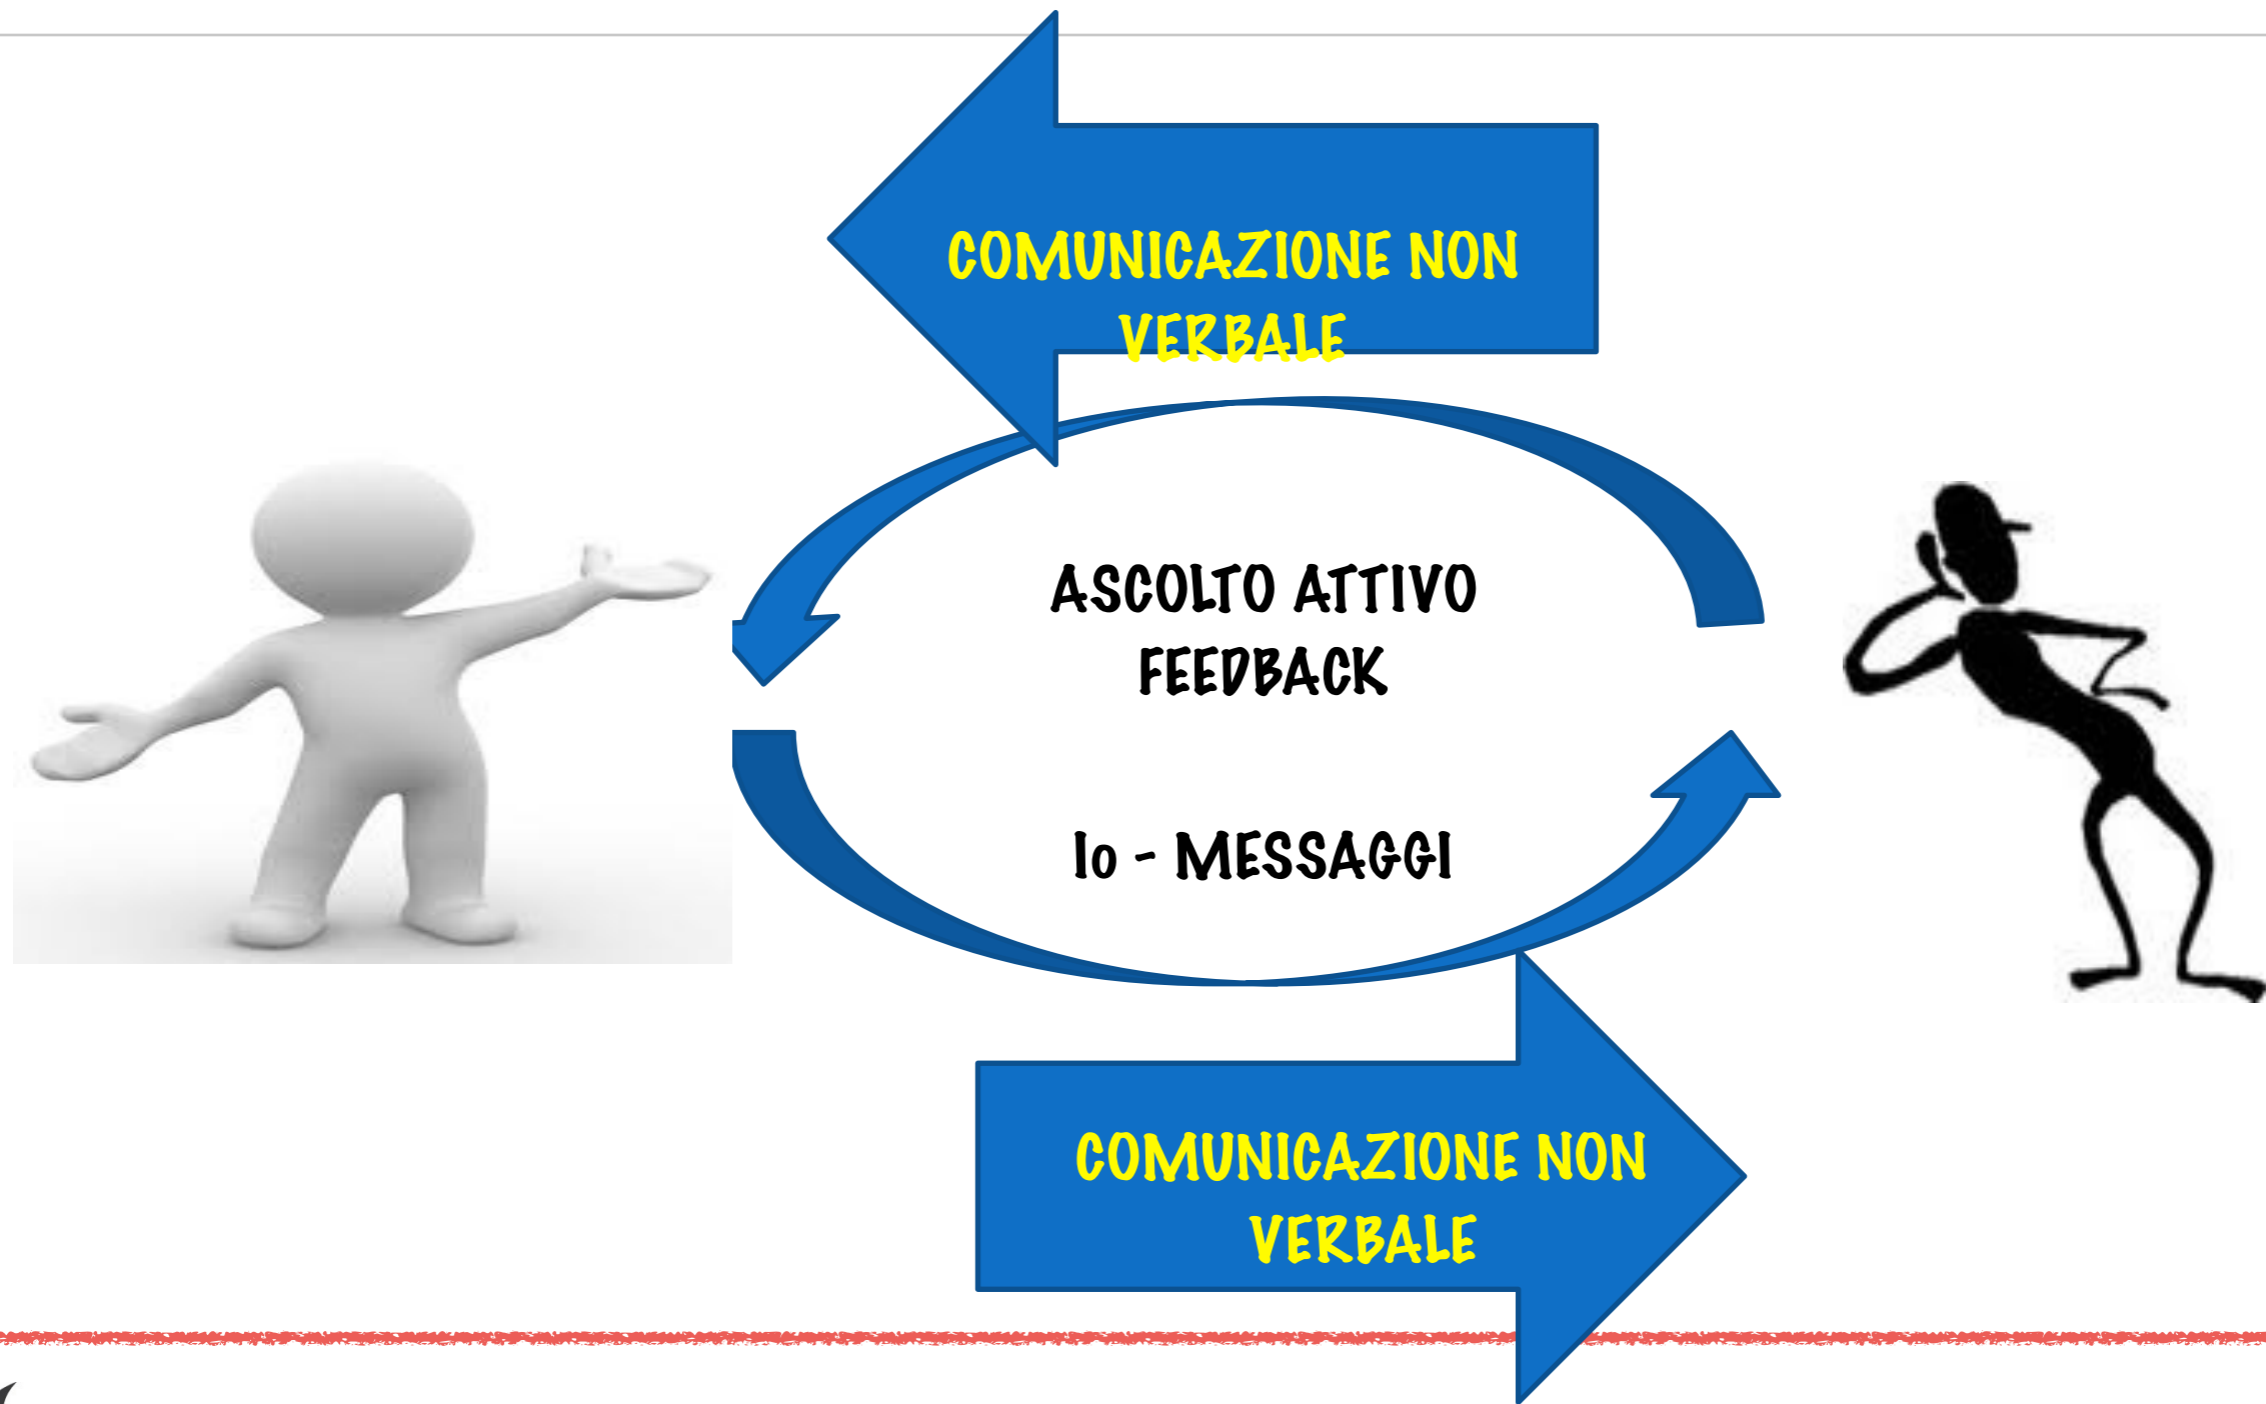 COMUNICAZIONE NON
VERBALE
ASCOLTO ATTIVO
FEEDBACK
Io - MESSAGGI
COMUNICAZIONE NON
VERBALE